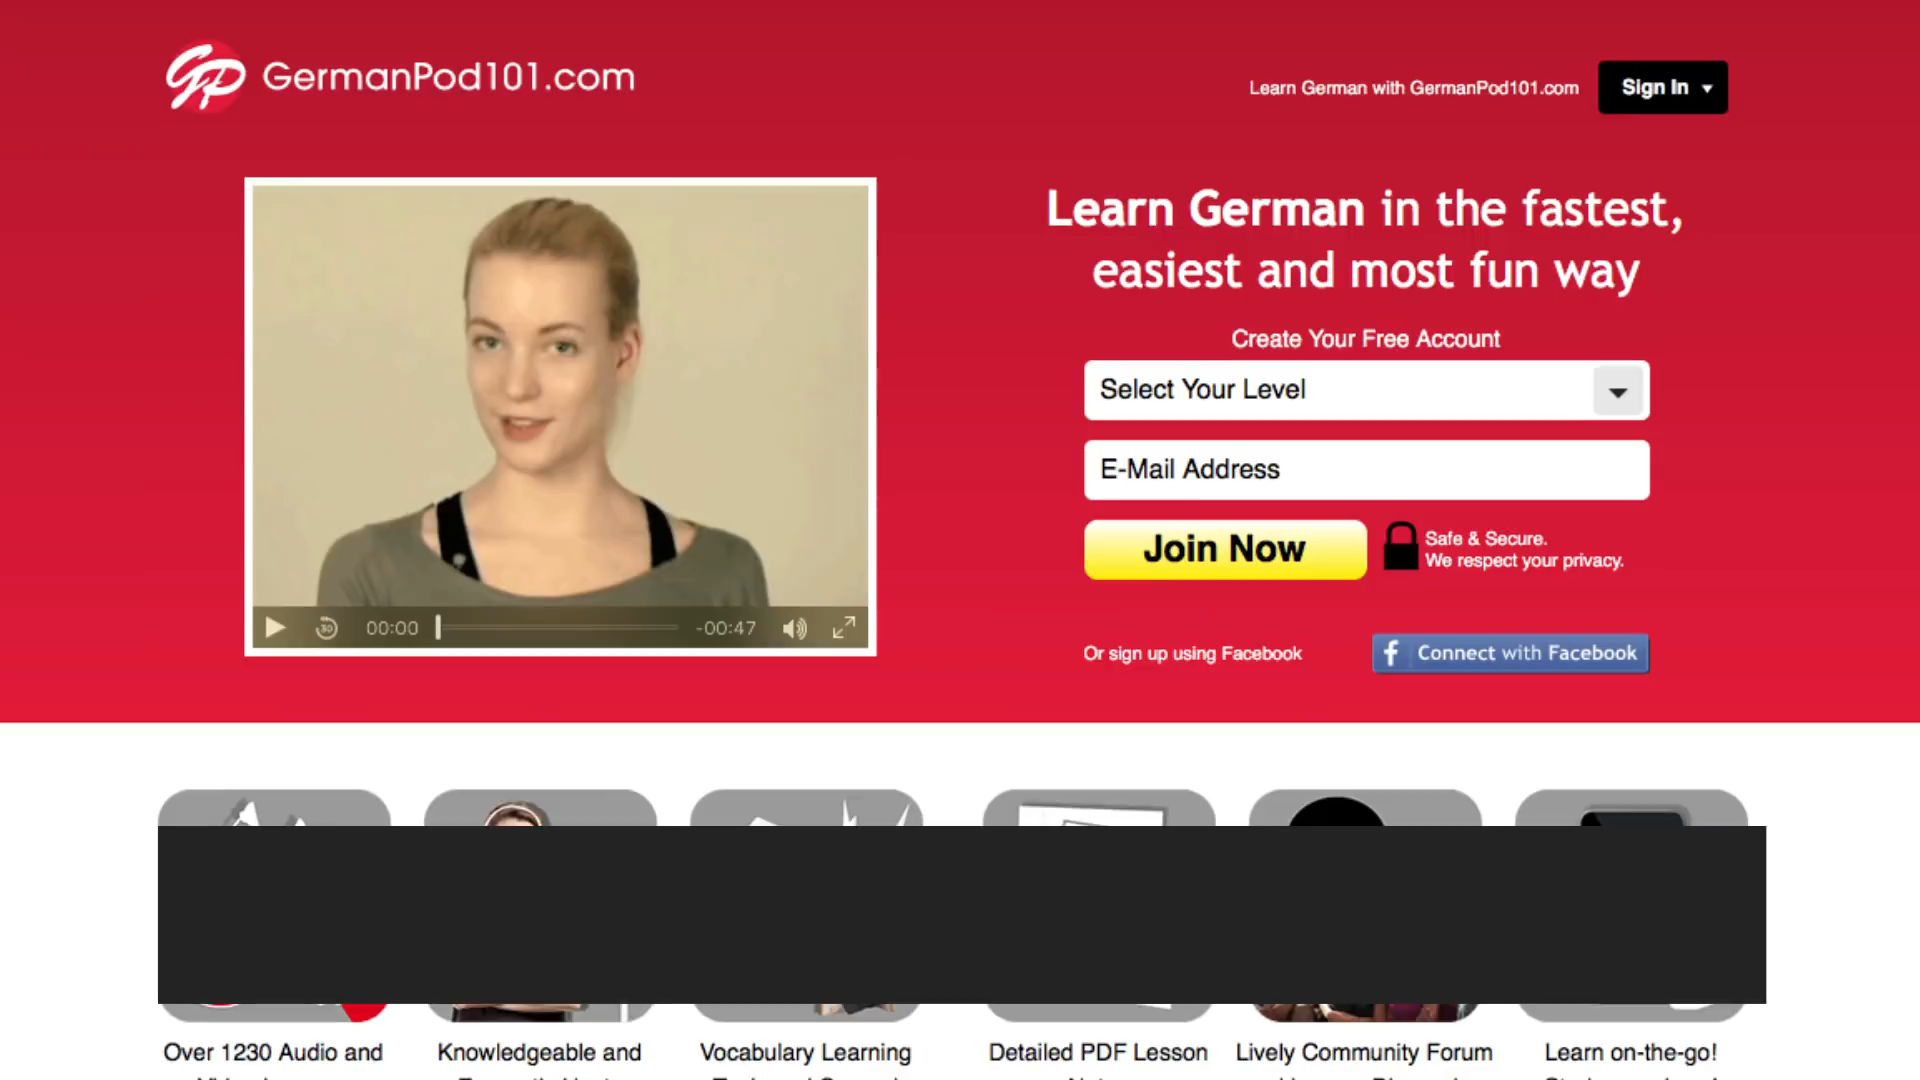 GermanPod101.com
Learn German with GermanPod101.com
Sign In
Learn German in the fastest,
easiest and most fun way
Create Your Free Account
Select Your Level
E-Mail Address
Join Now
Safe & Secure.
We respect your privacy.
Or sign up using Facebook
Connect with Facebook
30
00:00
-00:47
Over 1230 Audio and
Knowledgeable and
Vocabulary Learning
Detailed PDF Lesson
Lively Community Forum
Learn on-the-go!